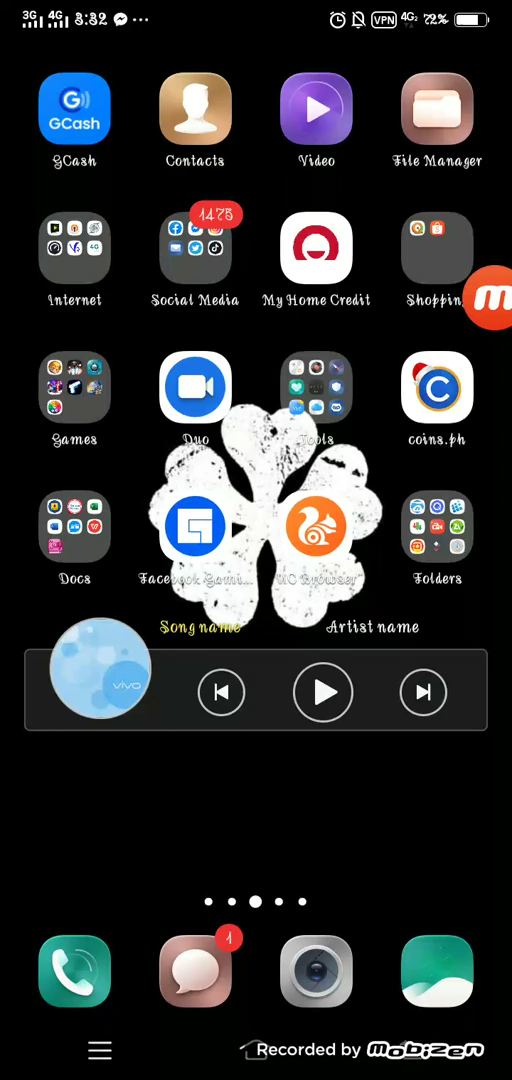 3G 4G 3:32 VPN 4G2 72%
GCash
GCash Contacts Video File Manager
1475
Internet Social Media My Home Credit Shopping
Games Duo Tools coins.ph
Docs Facebook Gami... UC Browser Folders
Song name Artist name
vivo
1
Recorded by mobizen